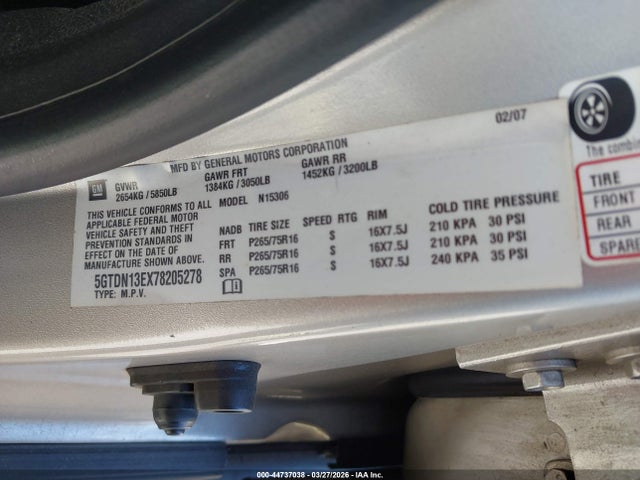 02/07
MFD BY GENERAL MOTORS CORPORATION
GM GVWR GAWR FRT GAWR RR
2654KG / 5850LB 1384KG / 3050LB 1452KG / 3200LB
THIS VEHICLE CONFORMS TO ALL
APPLICABLE FEDERAL MOTOR
VEHICLE SAFETY AND THEFT
PREVENTION STANDARDS IN
EFFECT ON THE DATE OF
MANUFACTURE SHOWN ABOVE.
MODEL N15306
NADB TIRE SIZE SPEED RTG RIM COLD TIRE PRESSURE
FRT P265/75R16 S 16X7.5J 210 KPA 30 PSI
RR P265/75R16 S 16X7.5J 210 KPA 30 PSI
SPA P265/75R16 S 16X7.5J 240 KPA 35 PSI
5GTDN13EX78205278
TYPE: M.P.V.
The combin
TIRE
FRONT
REAR
SPARE
000-44737038 | 03/27/2026 | IAA Inc.